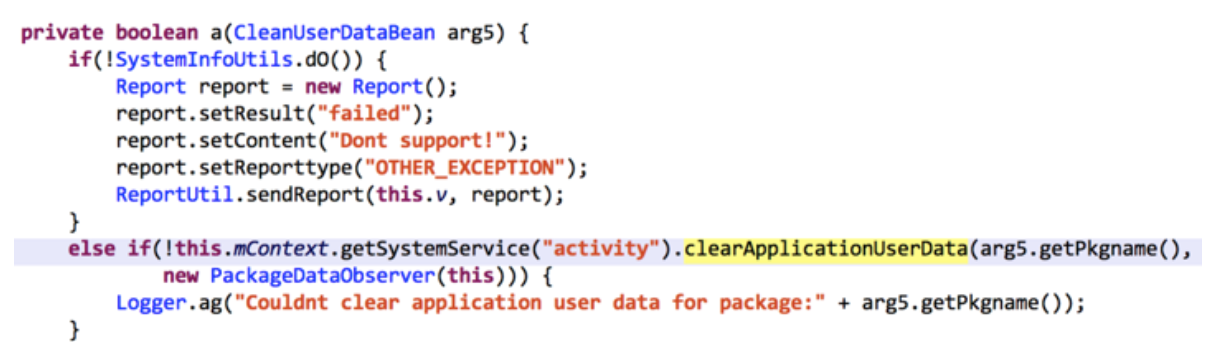 private boolean a(CleanUserDataBean arg5) {
if(!SystemInfoUtils.dO()) {
Report report = new Report();
report.setResult("failed");
report.setContent("Dont support!");
report.setReporttype("OTHER_EXCEPTION");
ReportUtil.sendReport(this.v, report);
}
else if(!this.mContext.getSystemService("activity").clearApplicationUserData(arg5.getPkgname(),
new PackageDataObserver(this))) {
Logger.ag("Couldnt clear application user data for package:" + arg5.getPkgname());
}